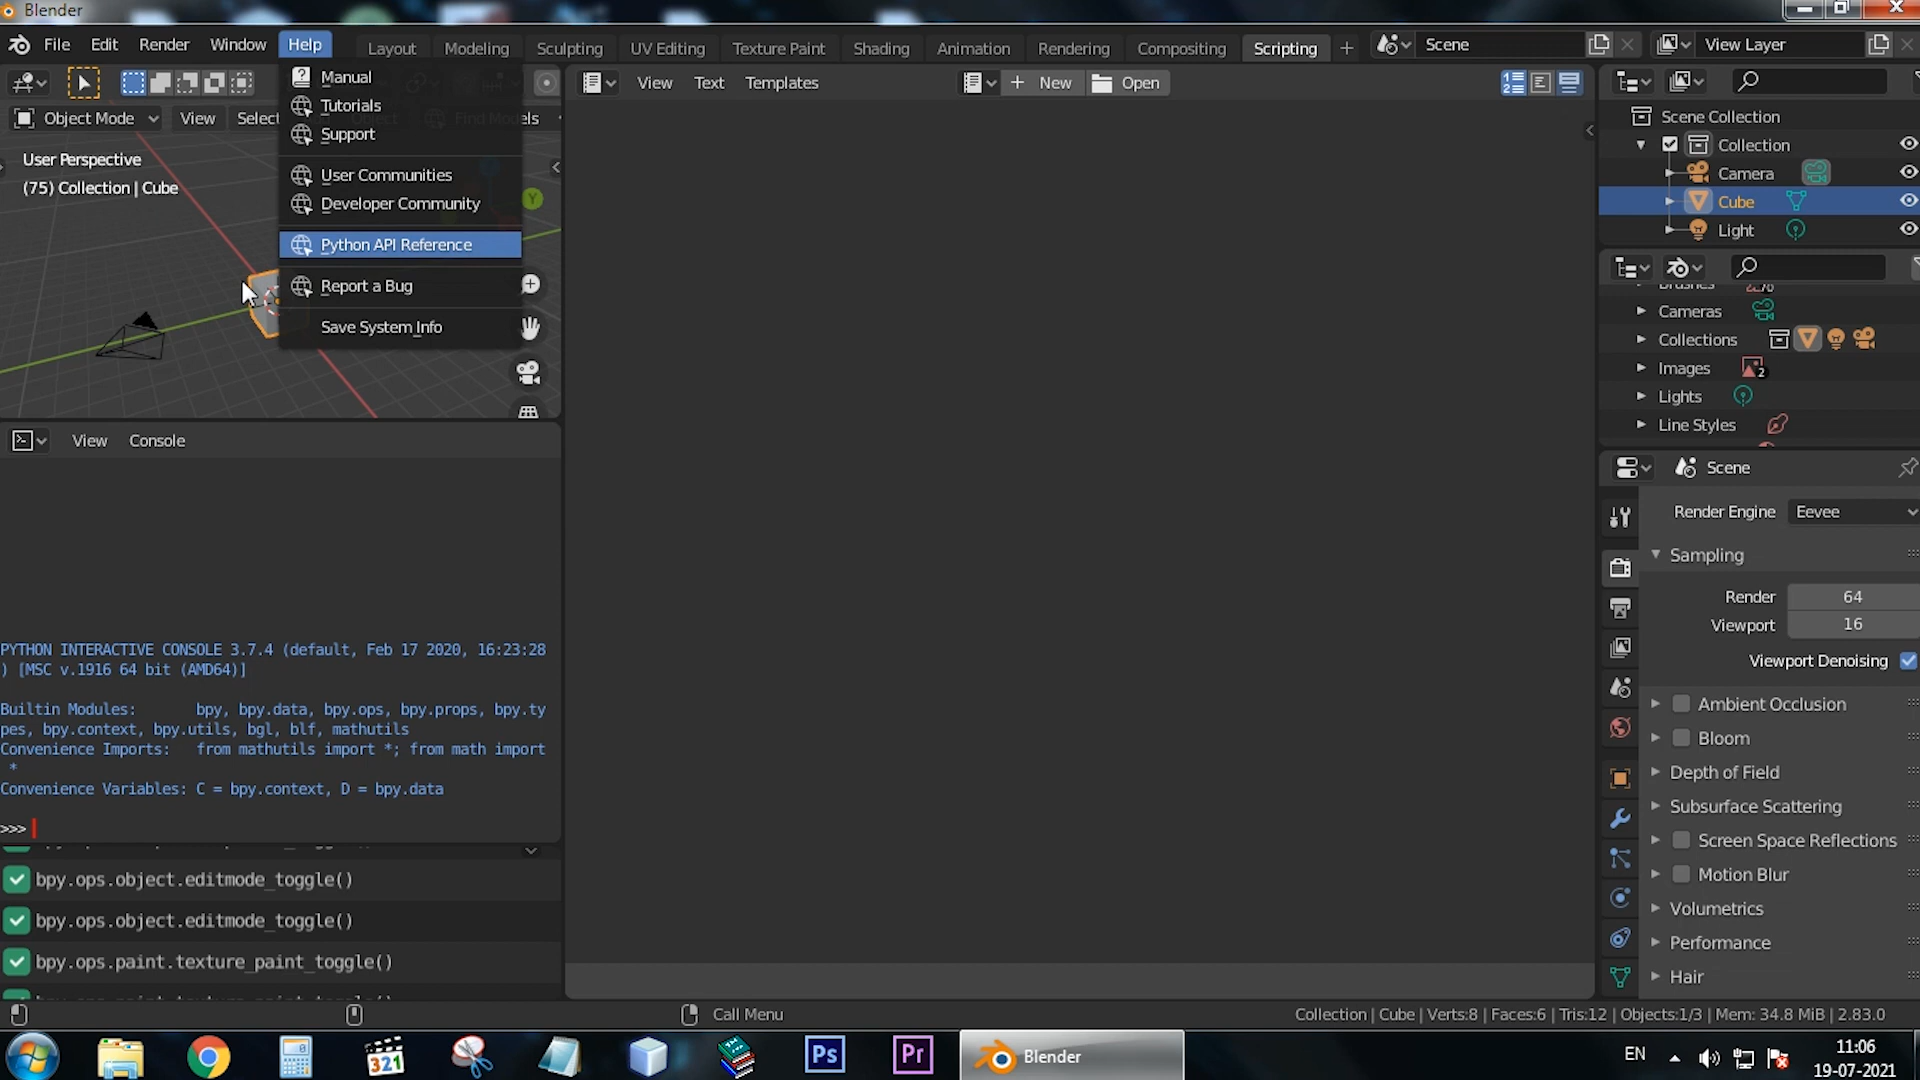 Blender
File Edit Render Window Help Layout Modeling Sculpting UV Editing Texture Paint Shading Animation Rendering Compositing Scripting + Scene View Layer
Manual
Tutorials
Support
User Communities
Developer Community
Python API Reference
Report a Bug
Save System Info
View Text Templates + New Open
Object Mode View Select Object Find Models
User Perspective
(75) Collection | Cube
Y
Scene Collection
Collection
Camera
Cube
Light
Brushes
Cameras
Collections
Images 2
Lights
Line Styles
View Console
PYTHON INTERACTIVE CONSOLE 3.7.4 (default, Feb 17 2020, 16:23:28
) [MSC v.1916 64 bit (AMD64)]
Builtin Modules: bpy, bpy.data, bpy.ops, bpy.props, bpy.ty
pes, bpy.context, bpy.utils, bgl, blf, mathutils
Convenience Imports: from mathutils import *; from math import
*
Convenience Variables: C = bpy.context, D = bpy.data
>>>
bpy.ops.object.editmode_toggle()
bpy.ops.object.editmode_toggle()
bpy.ops.paint.texture_paint_toggle()
Scene
Render Engine Eevee
Sampling
Render 64
Viewport 16
Viewport Denoising
Ambient Occlusion
Bloom
Depth of Field
Subsurface Scattering
Screen Space Reflections
Motion Blur
Volumetrics
Performance
Hair
Call Menu
Collection | Cube | Verts:8 | Faces:6 | Tris:12 | Objects:1/3 | Mem: 34.8 MiB | 2.83.0
321 Ps Pr Blender EN 11:06
19-07-2021